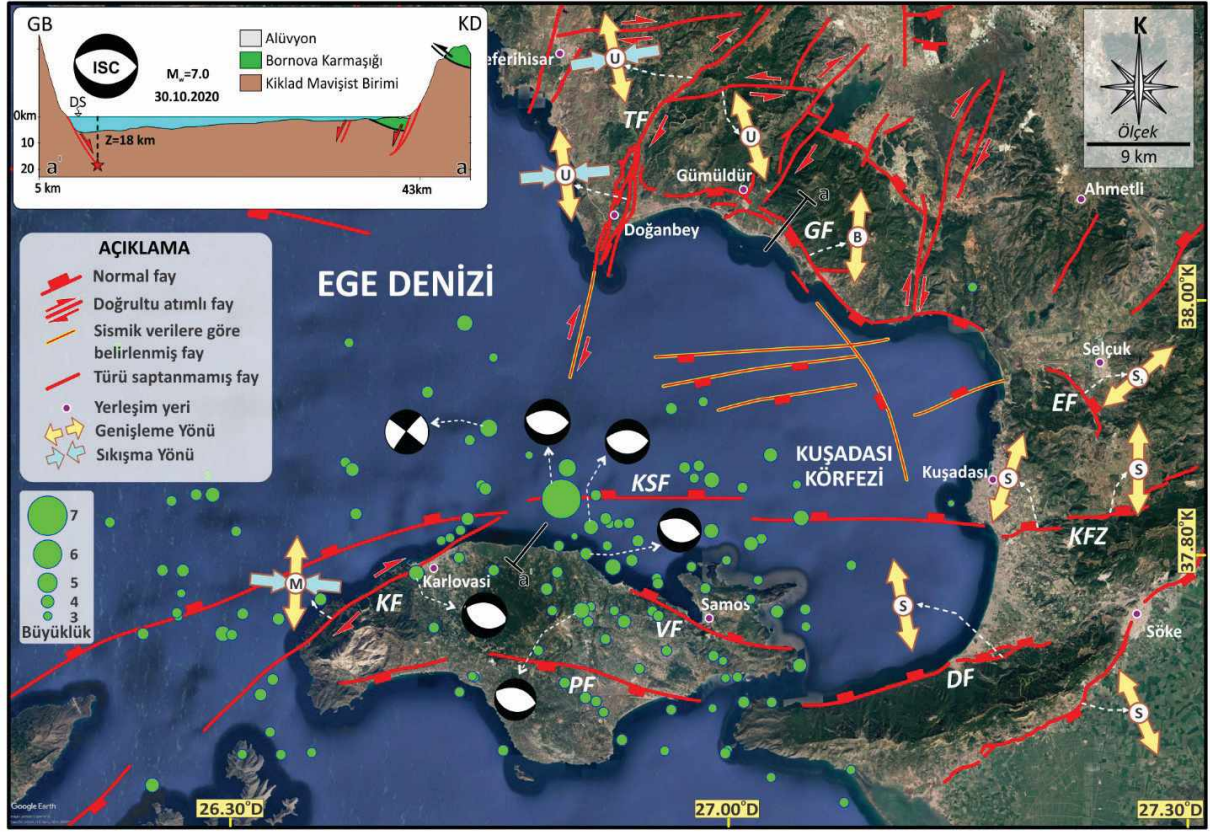 GB
KD
ISC
Mw=7.0
30.10.2020
Alüvyon
Bornova Karmaşığı
Kiklad Mavişist Birimi
DS
0km
10
20
Z=18 km
a'
a
5 km
43km
K
Ölçek
9 km
eferihisar
U
TF
U
U
Gümüldür
Ahmetli
a
Doğanbey
GF
B
AÇIKLAMA
Normal fay
Doğrultu atımlı fay
Sismik verilere göre
belirlenmiş fay
Türü saptanmamış fay
Yerleşim yeri
Genişleme Yönü
Sıkışma Yönü
EGE DENİZİ
38.00°K
Selçuk
S1
EF
KUŞADASI
KÖRFEZİ
Kuşadası
S
S
KSF
KFZ
37.80°K
7
6
5
4
3
Büyüklük
M
Karlovasi
a'
KF
Samos
VF
S
Söke
PF
DF
S
Google Earth
26.30°D
27.00°D
27.30°D